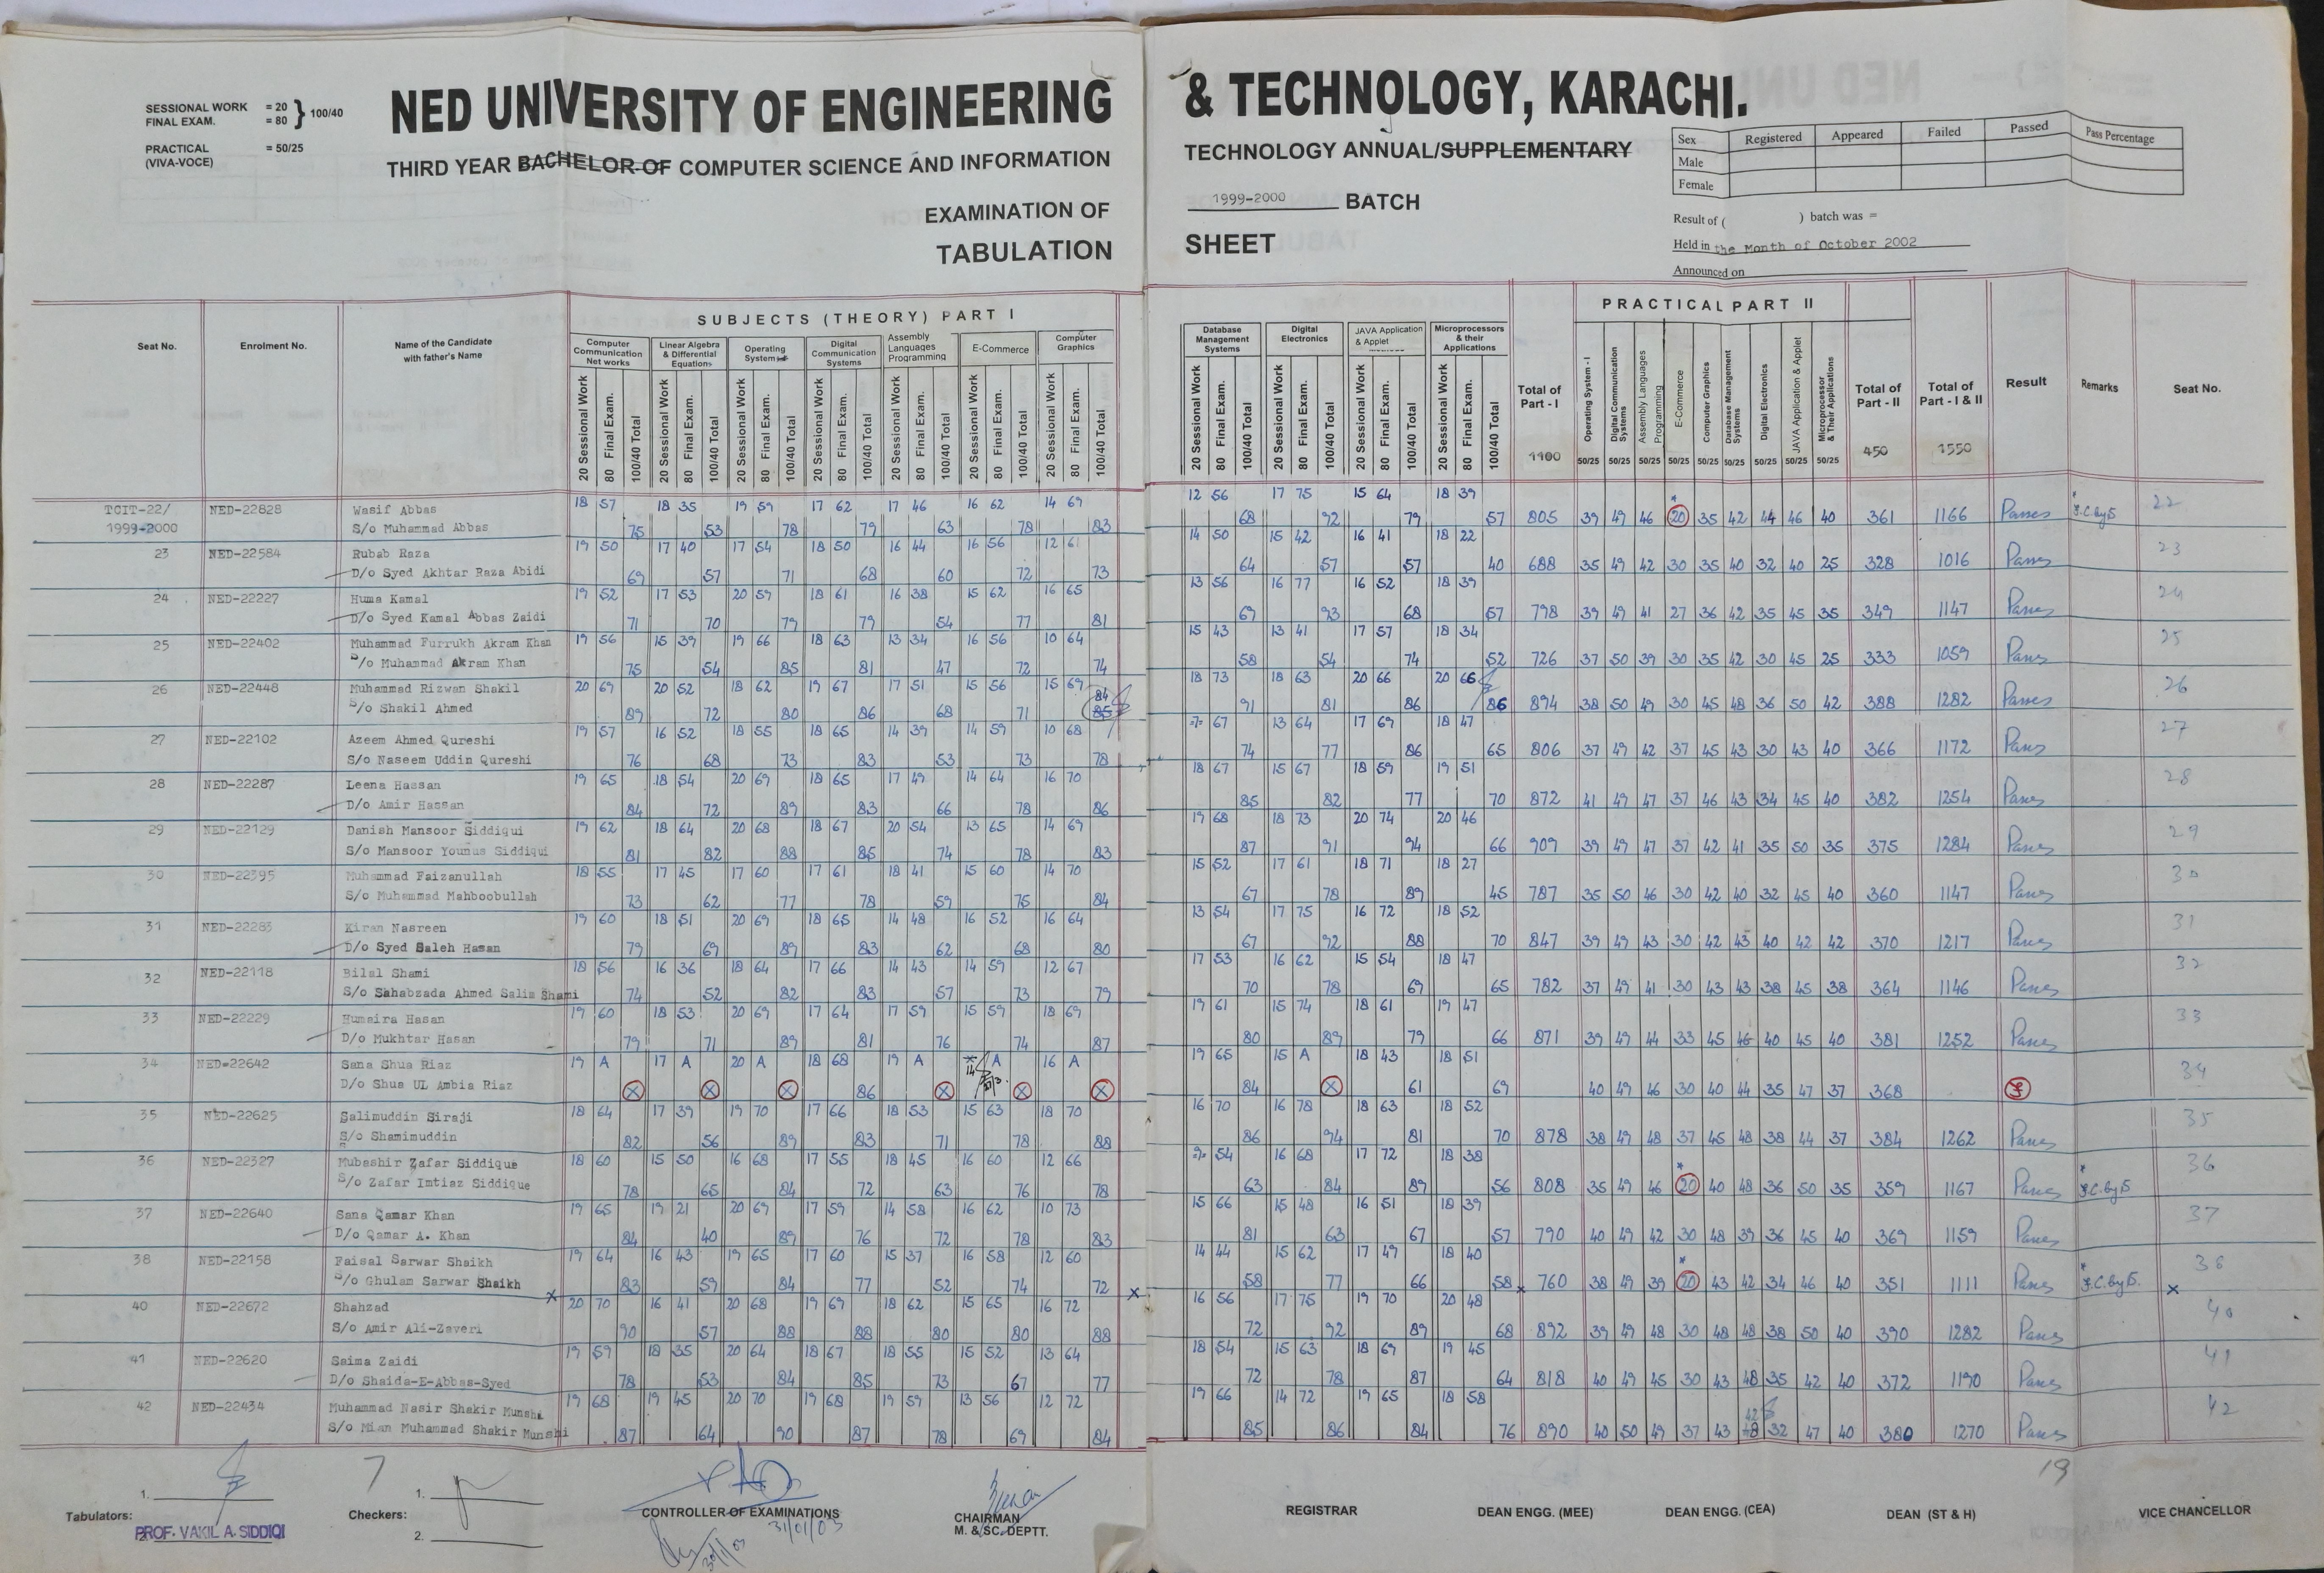 SESSIONAL WORK = 20
FINAL EXAM. = 80 } 100/40
PRACTICAL = 50/25
(VIVA-VOCE)
NED UNIVERSITY OF ENGINEERING & TECHNOLOGY, KARACHI.
THIRD YEAR BACHELOR OF COMPUTER SCIENCE AND INFORMATION TECHNOLOGY ANNUAL/SUPPLEMENTARY
EXAMINATION OF 1999-2000 BATCH
TABULATION SHEET
Sex Registered Appeared Failed Passed Pass Percentage
Male
Female
Result of ( ) batch was =
Held in the Month of October 2002
Announced on
Seat No. Enrolment No. Name of the Candidate with father's Name
SUBJECTS (THEORY) PART I
Computer Communication Net works
Linear Algebra & Differential Equations
Operating System
Digital Communication Systems
Assembly Languages Programming
E-Commerce
Computer Graphics
Database Management Systems
Digital Electronics
JAVA Application & Applet
Microprocessors & their Applications
20 Sessional Work 80 Final Exam. 100/40 Total
Total of Part - I 1100
PRACTICAL PART II
Operating System - I 50/25
Digital Communication Systems 50/25
Assembly Languages Programming 50/25
E-Commerce 50/25
Computer Graphics 50/25
Database Management Systems 50/25
Digital Electronics 50/25
JAVA Application & Applet 50/25
Microprocessor & Their Applications 50/25
Total of Part - II 450
Total of Part - I & II 1550
Result Remarks Seat No.
TCIT-22/ NED-22828 Wasif Abbas 18 57 18 35 19 59 17 62 17 46 16 62 14 69 12 56 17 75 15 64 18 39 22
1999-2000 S/o Muhammad Abbas 75 53 78 79 63 78 83 68 92 79 57 805 39 49 46 20 35 42 44 46 40 361 1166 Passes
23 NED-22584 Rubab Raza 19 50 17 40 17 54 18 50 16 44 16 56 12 61 14 50 15 42 16 41 18 22 23
D/o Syed Akhtar Raza Abidi 69 57 71 68 60 72 73 64 57 57 40 688 35 49 42 30 35 40 32 40 25 328 1016 Passes
24 NED-22227 Huma Kamal 19 52 17 53 20 59 18 61 16 38 15 62 16 65 13 56 16 77 16 52 18 39 24
D/o Syed Kamal Abbas Zaidi 71 70 79 79 54 77 81 69 93 68 57 798 39 49 41 27 36 42 35 45 35 349 1147 Passes
25 NED-22402 Muhammad Furrukh Akram Khan 19 56 15 39 19 66 18 63 13 34 16 56 10 64 15 43 13 41 17 57 18 34 25
S/o Muhammad Akram Khan 75 54 85 81 47 72 74 58 54 74 52 726 37 50 39 30 35 42 30 45 25 333 1059 Passes
26 NED-22448 Muhammad Rizwan Shakil 20 69 20 52 18 62 19 67 17 51 15 56 15 69 18 73 18 63 20 66 20 66 26
S/o Shakil Ahmed 89 72 80 86 68 71 84 85 91 81 86 86 894 38 50 49 30 45 48 36 50 42 388 1282 Passes
27 NED-22102 Azeem Ahmed Qureshi 19 57 16 52 18 55 18 65 14 39 14 59 10 68 7 67 13 64 17 69 18 47 27
S/o Naseem Uddin Qureshi 76 68 73 83 53 73 78 74 77 86 65 806 37 49 42 37 45 43 30 43 40 366 1172 Passes
28 NED-22287 Leena Hassan 19 65 18 54 20 69 18 65 17 49 14 64 16 70 18 67 15 67 18 59 19 51 28
D/o Amir Hassan 84 72 89 83 66 78 86 85 82 77 70 872 41 49 47 37 46 43 34 45 40 382 1254 Passes
29 NED-22129 Danish Mansoor Siddiqui 19 62 18 64 20 68 18 67 20 54 13 65 14 69 19 68 18 73 20 74 20 46 29
S/o Mansoor Younus Siddiqui 81 82 88 85 74 78 83 87 91 94 66 909 39 49 47 37 42 41 35 50 35 375 1284 Passes
30 NED-22395 Muhammad Faizanullah 18 55 17 45 17 60 17 61 18 41 15 60 14 70 15 52 17 61 18 71 18 27 30
S/o Muhammad Mahboobullah 73 62 77 78 59 75 84 67 78 89 45 787 35 50 46 30 42 40 32 45 40 360 1147 Passes
31 NED-22283 Kiran Nasreen 19 60 18 51 20 69 18 65 14 48 16 52 16 64 13 54 17 75 16 72 18 52 31
D/o Syed Saleh Hasan 79 69 89 83 62 68 80 67 92 88 70 847 39 49 43 30 42 43 40 42 42 370 1217 Passes
32 NED-22118 Bilal Shami 18 56 16 36 18 64 17 66 14 43 14 59 12 67 17 53 16 62 15 54 18 47 32
S/o Sahabzada Ahmed Salim Shami 74 52 82 83 57 73 79 70 78 69 65 782 37 49 41 30 43 43 38 45 38 364 1146 Passes
33 NED-22229 Humaira Hasan 19 60 18 53 20 69 17 64 17 59 15 59 18 69 19 61 15 74 18 61 19 47 33
D/o Mukhtar Hasan 79 71 89 81 76 74 87 80 89 79 66 871 39 49 44 33 45 46 40 45 40 381 1252 Passes
34 NED-22642 Sana Shua Riaz 19 A 17 A 20 A 18 68 19 A 14 A 16 A 19 65 15 A 18 43 18 51 34
D/o Shua UL Ambia Riaz 86 84 61 69 40 49 46 30 40 44 35 47 37 368
35 NED-22625 Salimuddin Siraji 18 64 17 39 19 70 17 66 18 53 15 63 18 70 16 70 16 78 18 63 18 52 35
S/o Shamimuddin 82 56 89 83 71 78 88 86 94 81 70 878 38 49 48 37 45 48 38 44 37 384 1262 Passes
36 NED-22327 Mubashir Zafar Siddique 18 60 15 50 16 68 17 55 18 45 16 60 12 66 9 54 16 68 17 72 18 38 36
S/o Zafar Imtiaz Siddique 78 65 84 72 63 76 78 63 84 89 56 808 35 49 46 20 40 48 36 50 35 359 1167 Passes
37 NED-22640 Sana Qamar Khan 19 65 19 21 20 69 17 59 14 58 16 62 10 73 15 66 15 48 16 51 18 39 37
D/o Qamar A. Khan 84 40 89 76 72 78 83 81 63 67 57 790 40 49 42 30 48 39 36 45 40 369 1159 Passes
38 NED-22158 Faisal Sarwar Shaikh 19 64 16 43 19 65 17 60 15 37 16 58 12 60 14 44 15 62 17 49 18 40 38
S/o Ghulam Sarwar Shaikh 83 59 84 77 52 74 72 58 77 66 58 760 38 49 39 20 43 42 34 46 40 351 1111 Passes
40 NED-22672 Shahzad 20 70 16 41 20 68 19 69 18 62 15 65 16 72 16 56 17 75 19 70 20 48 40
S/o Amir Ali-Zaveri 90 57 88 88 80 80 88 72 92 89 68 892 39 49 48 30 48 48 38 50 40 390 1282 Passes
41 NED-22620 Saima Zaidi 19 59 18 35 20 64 18 67 18 55 15 52 13 64 18 54 15 63 18 69 19 45 41
D/o Shaida-E-Abbas-Syed 78 53 84 85 73 67 77 72 78 87 64 818 40 49 45 30 43 48 35 42 40 372 1190 Passes
42 NED-22434 Muhammad Nasir Shakir Munshi 19 68 19 45 20 70 19 68 19 59 13 56 12 72 19 66 14 72 19 65 18 58 42
S/o Mian Muhammad Shakir Munshi 87 64 90 87 78 69 84 85 86 84 76 890 40 50 49 37 43 42 48 32 47 40 380 1270 Passes
7 19
Tabulators: 1. 2. PROF. VAKIL A. SIDDIQI
Checkers: 1. 2.
CONTROLLER OF EXAMINATIONS
31/01/03
CHAIRMAN
M. & SC. DEPTT.
REGISTRAR
DEAN ENGG. (MEE)
DEAN ENGG. (CEA)
DEAN (ST & H)
VICE CHANCELLOR